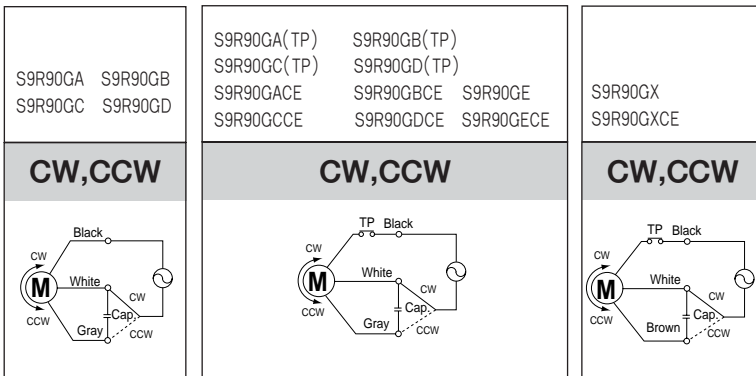 S9R90GA S9R90GB
S9R90GC S9R90GD
CW,CCW
Black
CW
White
M
CW
Cap.
CCW
Gray
CCW
S9R90GA(TP) S9R90GB(TP)
S9R90GC(TP) S9R90GD(TP)
S9R90GACE S9R90GBCE S9R90GE
S9R90GCCE S9R90GDCE S9R90GECE
CW,CCW
TP Black
CW
White
M
CW
Cap.
CCW
Gray
CCW
S9R90GX
S9R90GXCE
CW,CCW
TP Black
CW
White
M
CW
Cap.
CCW
Brown
CCW